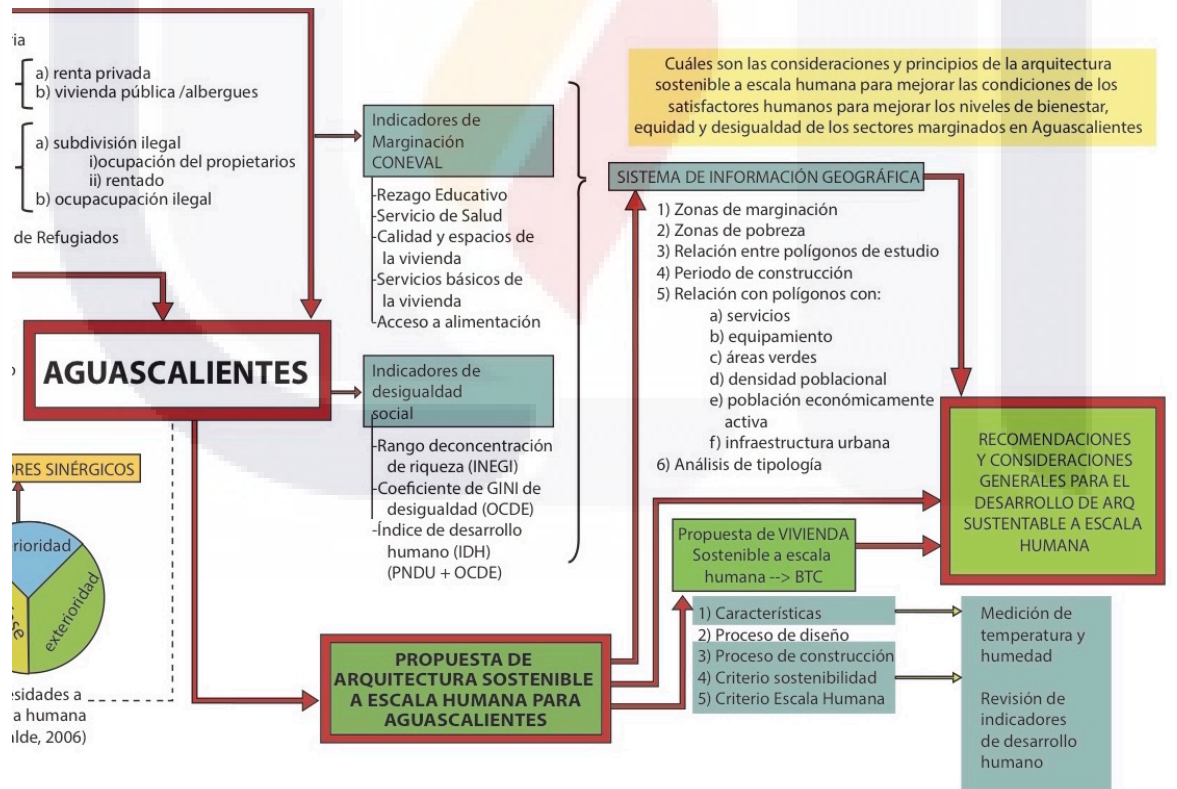 ria
a) renta privada
b) vivienda pública /albergues
a) subdivisión ilegal
i)ocupación del propietarios
ii) rentado
b) ocupacupación ilegal
de Refugiados
AGUASCALIENTES
ORES SINÉRGICOS
rioridad
exterioridad
se
esidades a
a humana
alde, 2006)
Indicadores de
Marginación
CONEVAL
-Rezago Educativo
-Servicio de Salud
-Calidad y espacios de
la vivienda
-Servicios básicos de
la vivienda
-Acceso a alimentación
Indicadores de
desigualdad
social
-Rango deconcentración
de riqueza (INEGI)
-Coeficiente de GINI de
desigualdad (OCDE)
-Índice de desarrollo
humano (IDH)
(PNDU + OCDE)
PROPUESTA DE
ARQUITECTURA SOSTENIBLE
A ESCALA HUMANA PARA
AGUASCALIENTES
Cuáles son las consideraciones y principios de la arquitectura
sostenible a escala humana para mejorar las condiciones de los
satisfactores humanos para mejorar los niveles de bienestar,
equidad y desigualdad de los sectores marginados en Aguascalientes
SISTEMA DE INFORMACIÓN GEOGRÁFICA
1) Zonas de marginación
2) Zonas de pobreza
3) Relación entre polígonos de estudio
4) Periodo de construcción
5) Relación con polígonos con:
a) servicios
b) equipamiento
c) áreas verdes
d) densidad poblacional
e) población económicamente
activa
f) infraestructura urbana
6) Análisis de tipología
RECOMENDACIONES
Y CONSIDERACIONES
GENERALES PARA EL
DESARROLLO DE ARQ
SUSTENTABLE A ESCALA
HUMANA
Propuesta de VIVIENDA
Sostenible a escala
humana --> BTC
1) Características
2) Proceso de diseño
3) Proceso de construcción
4) Criterio sostenibilidad
5) Criterio Escala Humana
Medición de
temperatura y
humedad
Revisión de
indicadores
de desarrollo
humano